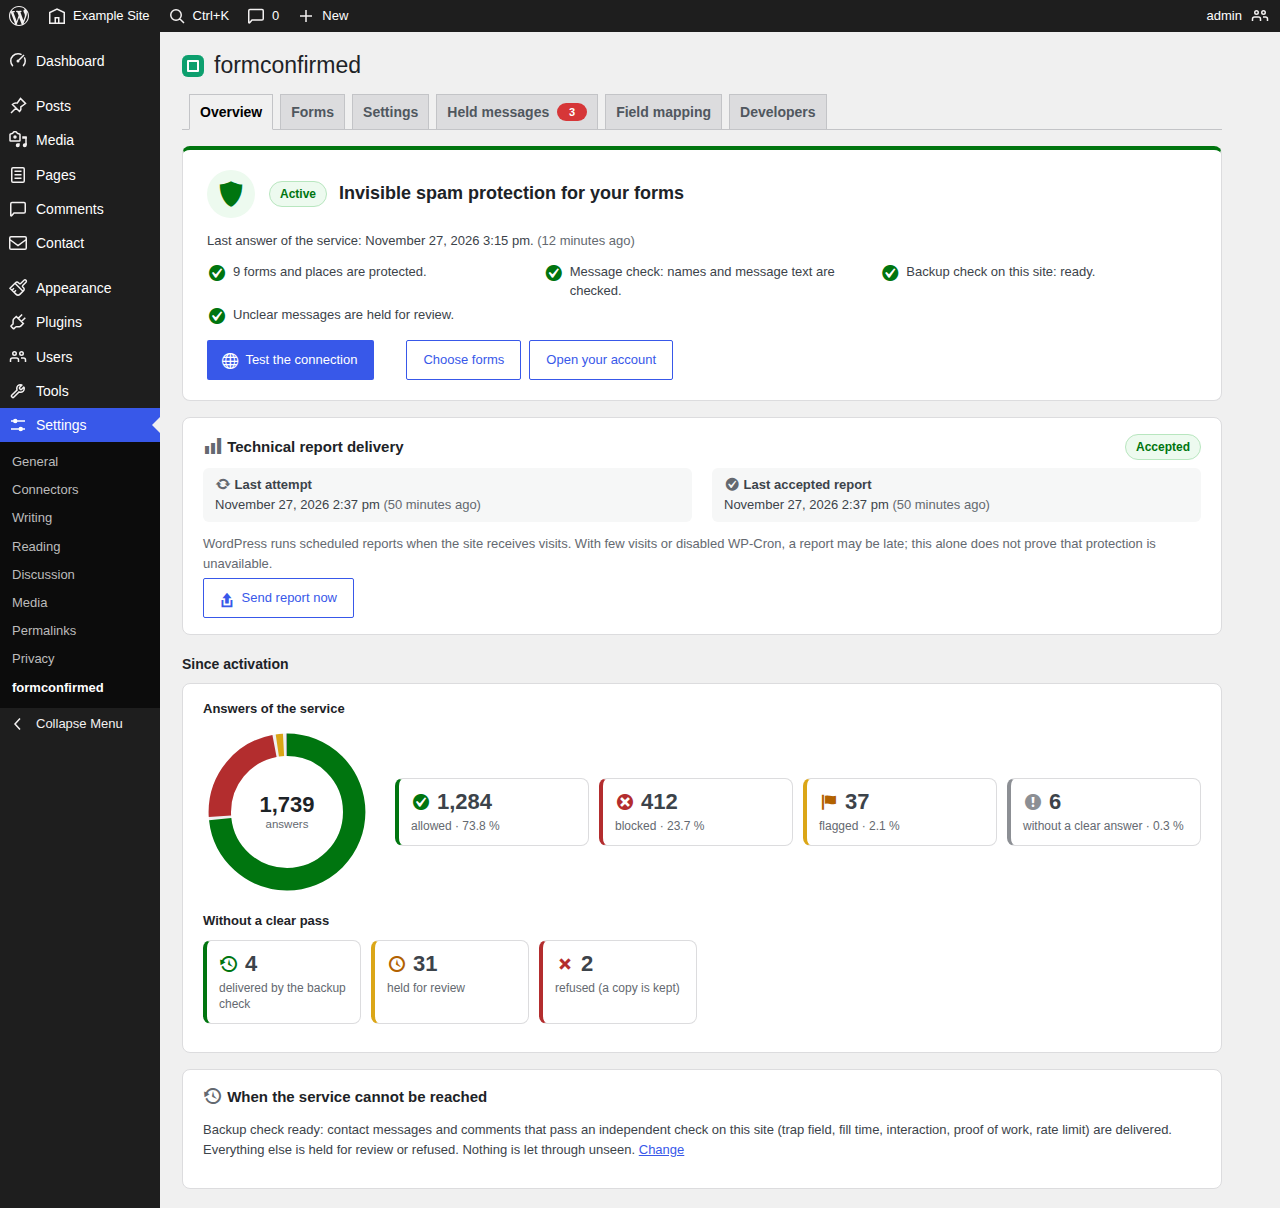 Example Site
Ctrl+K
0
New
admin
Dashboard
Posts
Media
Pages
Comments
Contact
Appearance
Plugins
Users
Tools
Settings
General
Connectors
Writing
Reading
Discussion
Media
Permalinks
Privacy
formconfirmed
Collapse Menu
formconfirmed
Overview
Forms
Settings
Held messages 3
Field mapping
Developers
Active
Invisible spam protection for your forms
Last answer of the service: November 27, 2026 3:15 pm. (12 minutes ago)
9 forms and places are protected.
Message check: names and message text are
checked.
Backup check on this site: ready.
Unclear messages are held for review.
Test the connection
Choose forms
Open your account
Technical report delivery
Accepted
Last attempt
November 27, 2026 2:37 pm (50 minutes ago)
Last accepted report
November 27, 2026 2:37 pm (50 minutes ago)
WordPress runs scheduled reports when the site receives visits. With few visits or disabled WP-Cron, a report may be late; this alone does not prove that protection is
unavailable.
Send report now
Since activation
Answers of the service
1,739
answers
1,284
allowed · 73.8 %
412
blocked · 23.7 %
37
flagged · 2.1 %
6
without a clear answer · 0.3 %
Without a clear pass
4
delivered by the backup
check
31
held for review
2
refused (a copy is kept)
When the service cannot be reached
Backup check ready: contact messages and comments that pass an independent check on this site (trap field, fill time, interaction, proof of work, rate limit) are delivered.
Everything else is held for review or refused. Nothing is let through unseen. Change